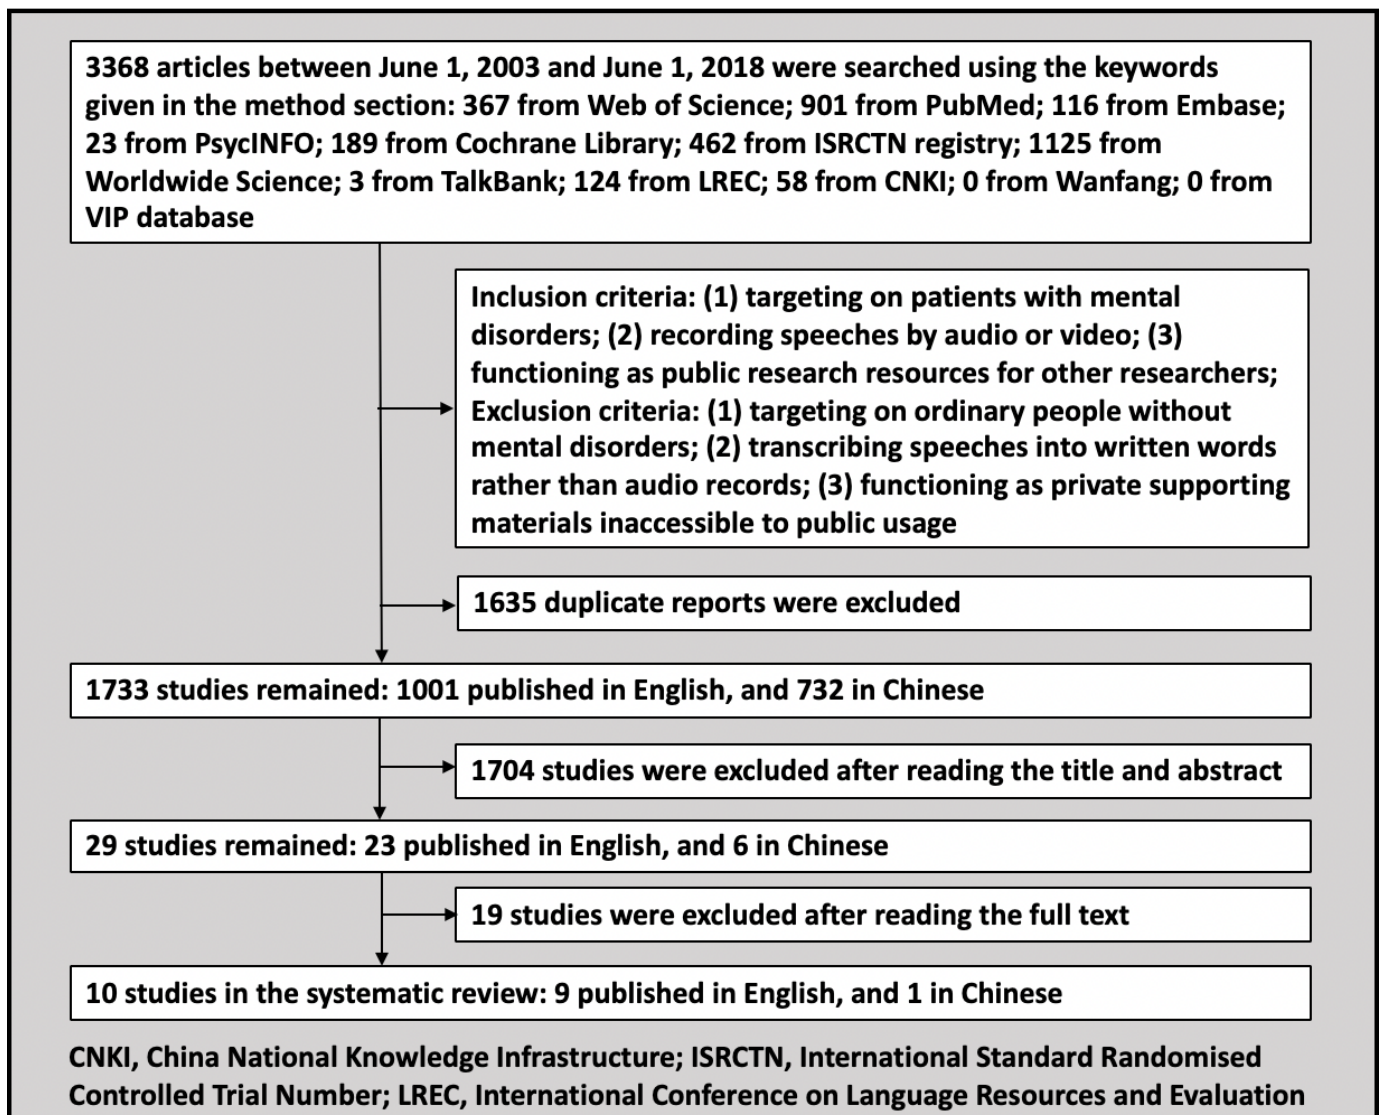 3368 articles between June 1, 2003 and June 1, 2018 were searched using the keywords
given in the method section: 367 from Web of Science; 901 from PubMed; 116 from Embase;
23 from PsycINFO; 189 from Cochrane Library; 462 from ISRCTN registry; 1125 from
Worldwide Science; 3 from TalkBank; 124 from LREC; 58 from CNKI; 0 from Wanfang; 0 from
VIP database
Inclusion criteria: (1) targeting on patients with mental
disorders; (2) recording speeches by audio or video; (3)
functioning as public research resources for other researchers;
Exclusion criteria: (1) targeting on ordinary people without
mental disorders; (2) transcribing speeches into written words
rather than audio records; (3) functioning as private supporting
materials inaccessible to public usage
1635 duplicate reports were excluded
1733 studies remained: 1001 published in English, and 732 in Chinese
1704 studies were excluded after reading the title and abstract
29 studies remained: 23 published in English, and 6 in Chinese
19 studies were excluded after reading the full text
10 studies in the systematic review: 9 published in English, and 1 in Chinese
CNKI, China National Knowledge Infrastructure; ISRCTN, International Standard Randomised
Controlled Trial Number; LREC, International Conference on Language Resources and Evaluation